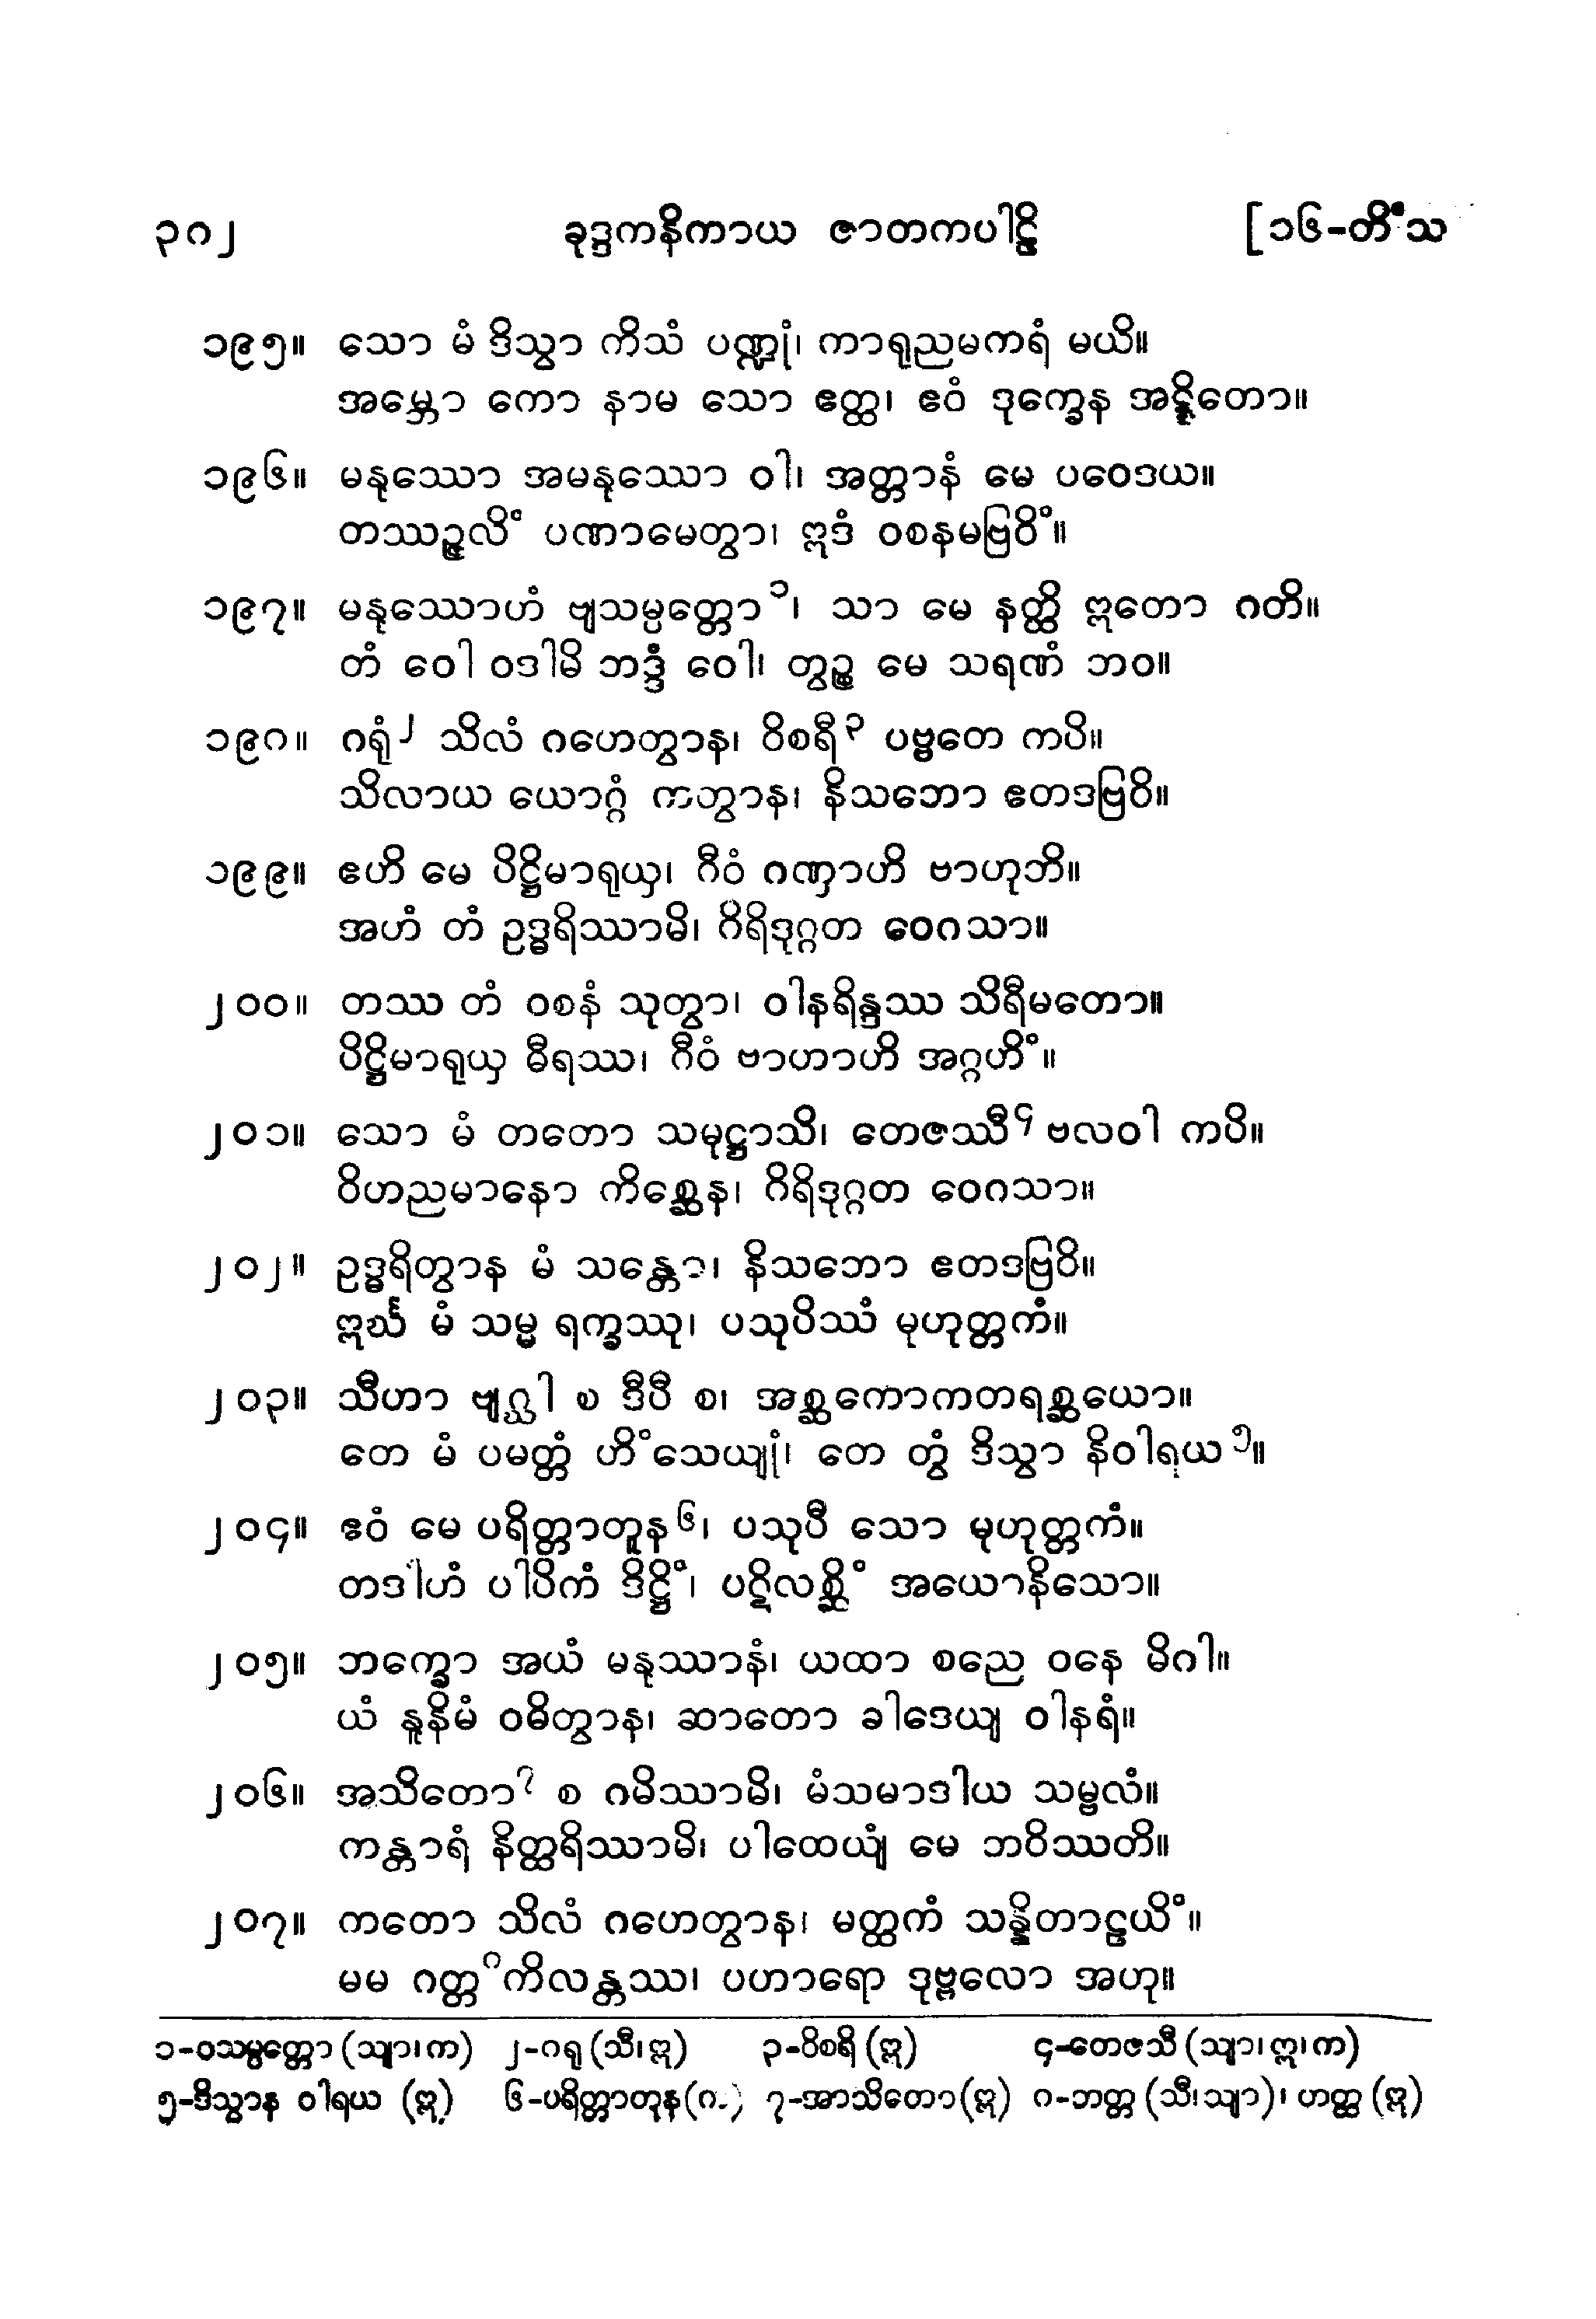 ၃၈၂ ခုဒ္ဒကနိကာယ ဇာတကပါဠိ [၁၆-တိံသ
၁၉၅။ သော မံ ဒိသွာ ကိသံ ပဏ္ဍုံ၊ ကာရုညမကရံ မယိ။
အမ္ဘော ကော နာမ သော ဧတ္ထ၊ ဧဝံ ဒုက္ခေန အဋ္ဋိတော။
၁၉၆။ မနုဿော အမနုဿော ဝါ၊ အတ္တာနံ မေ ပဝေဒယ။
တဿဉ္ဇလိံ ပဏာမေတွာ၊ ဣဒံ ဝစနမဗြဝိံ။
၁၉၇။ မနုဿောဟံ ဗျသမ္ပတ္တော၁၊ သာ မေ နတ္ထိ ဣတော ဂတိ။
တံ ဝေါ ဝဒါမိ ဘဒ္ဒံ ဝေါ၊ တွဉ္စ မေ သရဏံ ဘဝ။
၁၉၈။ ဂရုံ၂ သိလံ ဂဟေတွာန၊ ဝိစရီ၃ ပဗ္ဗတေ ကပိ။
သိလာယ ယောဂ္ဂံ ကတွာန၊ နိသဘော ဧတဒဗြဝိ။
၁၉၉။ ဧဟိ မေ ပိဋ္ဌိမာရုယှ၊ ဂီဝံ ဂဏှာဟိ ဗာဟုဘိ။
အဟံ တံ ဥဒ္ဓရိဿာမိ၊ ဂိရိဒုဂ္ဂတ ဝေဂသာ။
၂၀၀။ တဿ တံ ဝစနံ သုတွာ၊ ဝါနရိန္ဒဿ သိရီမတော။
ပိဋ္ဌိမာရုယှ ဓီရဿ၊ ဂီဝံ ဗာဟာဟိ အဂ္ဂဟိံ။
၂၀၁။ သော မံ တတော သမုဋ္ဌာသိ၊ တေဇဿီ၄ ဗလဝါ ကပိ။
ဝိဟညမာနော ကိစ္ဆေန၊ ဂိရိဒုဂ္ဂတ ဝေဂသာ။
၂၀၂။ ဥဒ္ဓရိတွာန မံ သန္တော၊ နိသဘော ဧတဒဗြဝိ။
ဣင်္ဃ မံ သမ္မ ရက္ခဿု၊ ပသုပိဿံ မုဟုတ္တကံ။
၂၀၃။ သီဟာ ဗျဂ္ဃါ စ ဒီပီ စ၊ အစ္ဆကောကတရစ္ဆယော။
တေ မံ ပမတ္တံ ဟိံသေယျုံ၊ တေ တွံ ဒိသွာ နိဝါရယ၅။
၂၀၄။ ဧဝံ မေ ပရိတ္တာတူန၆၊ ပသုပီ သော မုဟုတ္တကံ။
တဒါဟံ ပါပိကံ ဒိဋ္ဌိံ၊ ပဋိလစ္ဆိံ အယောနိသော။
၂၀၅။ ဘက္ခော အယံ မနုဿာနံ၊ ယထာ စညေ ဝနေ မိဂါ။
ယံ နူနိမံ ဝဓိတွာန၊ ဆာတော ခါဒေယျ ဝါနရံ။
၂၀၆။ အသိတော၇ စ ဂမိဿာမိ၊ မံသမာဒါယ သမ္ဗလံ။
ကန္တာရံ နိတ္ထရိဿာမိ၊ ပါထေယျံ မေ ဘဝိဿတိ။
၂၀၇။ ကတော သိလံ ဂဟေတွာန၊ မတ္ထကံ သန္နိတာဠယိံ။
မမ ဂတ္တ၈ကိလန္တဿ၊ ပဟာရော ဒုဗ္ဗလော အဟု။
၁-ဝသမ္ပတ္တော (သျာ၊က) ၂-ဂရု (သီ၊ဣ) ၃-ဝိစရိ (ဣ) ၄-တေဇသီ (သျာ၊ဣ၊က)
၅-ဒိသွာန ဝါရယ (ဣ) ၆-ပရိတ္တာတုန(က) ၇-အာသိတော(ဣ) ၈-ဘတ္တ (သီ၊သျာ)၊ ဟတ္ထ (ဣ)